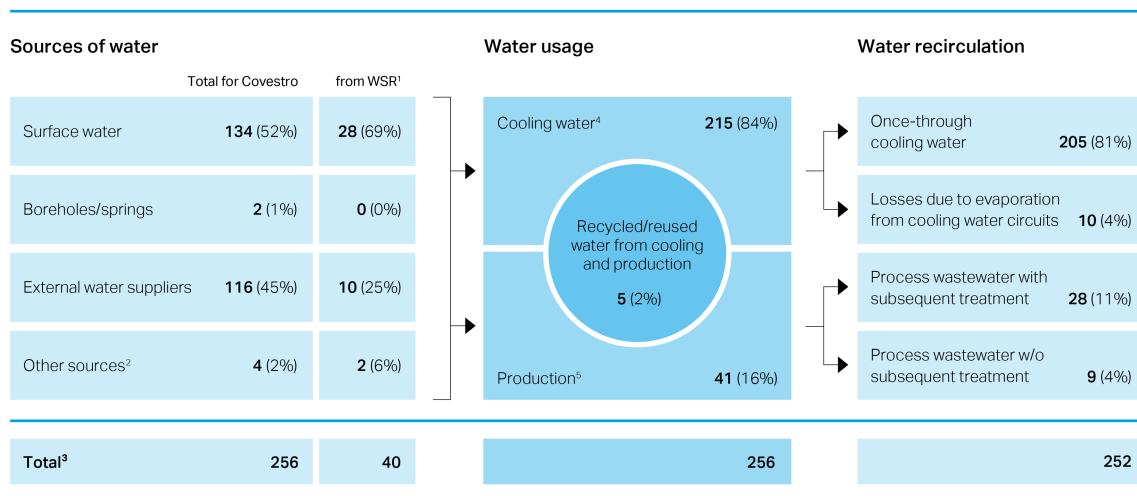 Sources of water
Total for Covestro
from WSR¹
Surface water 134 (52%) 28 (69%)
Boreholes/springs 2 (1%) 0 (0%)
External water suppliers 116 (45%) 10 (25%)
Other sources² 4 (2%) 2 (6%)
Total³ 256 40
Water usage
Cooling water⁴ 215 (84%)
Recycled/reused
water from cooling
and production
5 (2%)
Production⁵ 41 (16%)
256
Water recirculation
Once-through
cooling water 205 (81%)
Losses due to evaporation
from cooling water circuits 10 (4%)
Process wastewater with
subsequent treatment 28 (11%)
Process wastewater w/o
subsequent treatment 9 (4%)
252